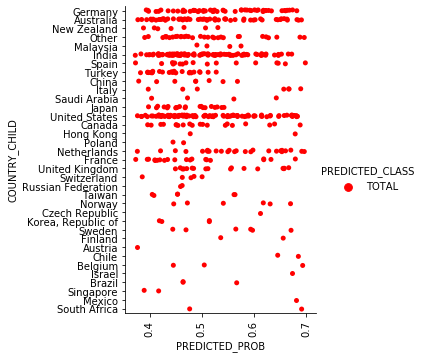 Germany
Australia
New Zealand
Other
Malaysia
India
Spain
Turkey
China
Italy
Saudi Arabia
Japan
United States
Canada
Hong Kong
Poland
Netherlands
France
United Kingdom
Switzerland
Russian Federation
Taiwan
Norway
Czech Republic
Korea, Republic of
Sweden
Finland
Austria
Chile
Belgium
Israel
Brazil
Singapore
Mexico
South Africa
COUNTRY_CHILD
0.4 0.5 0.6 0.7
PREDICTED_PROB
PREDICTED_CLASS
TOTAL